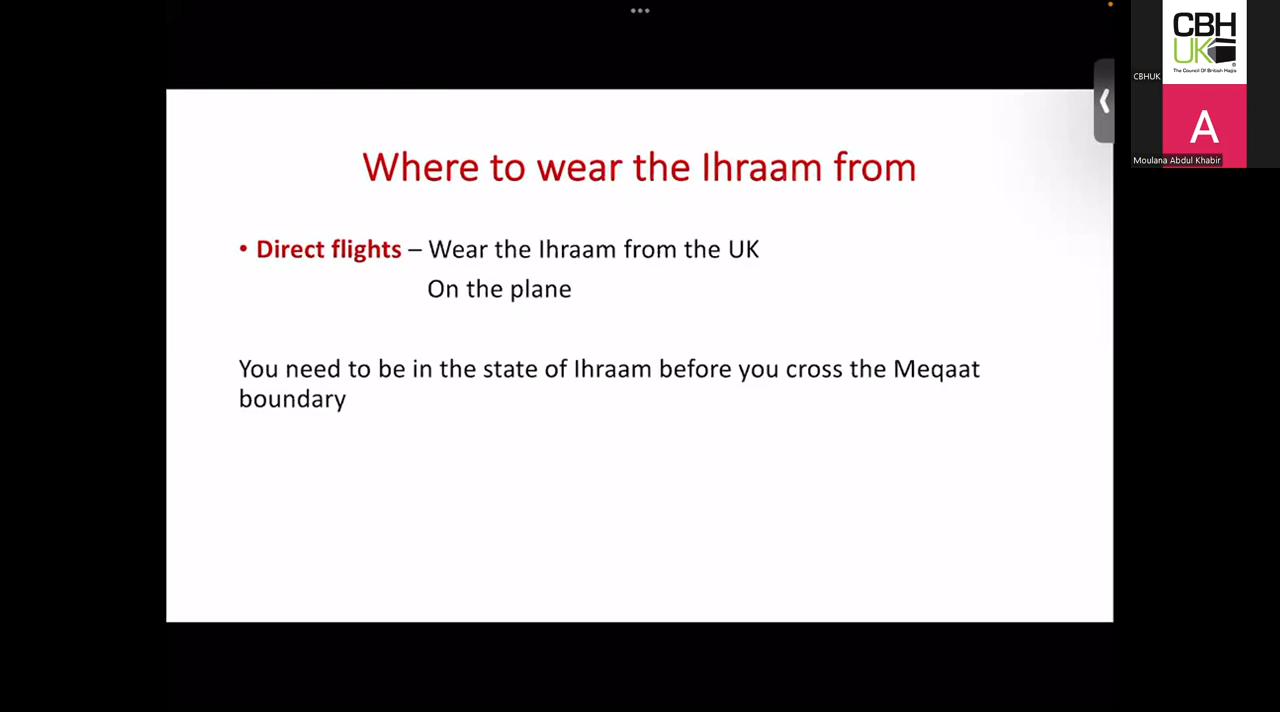 CBH
UK
The Council Of British Hajjis
CBHUK
A
Moulana Abdul Khabir
Where to wear the Ihraam from
• Direct flights – Wear the Ihraam from the UK
On the plane
You need to be in the state of Ihraam before you cross the Meqaat
boundary